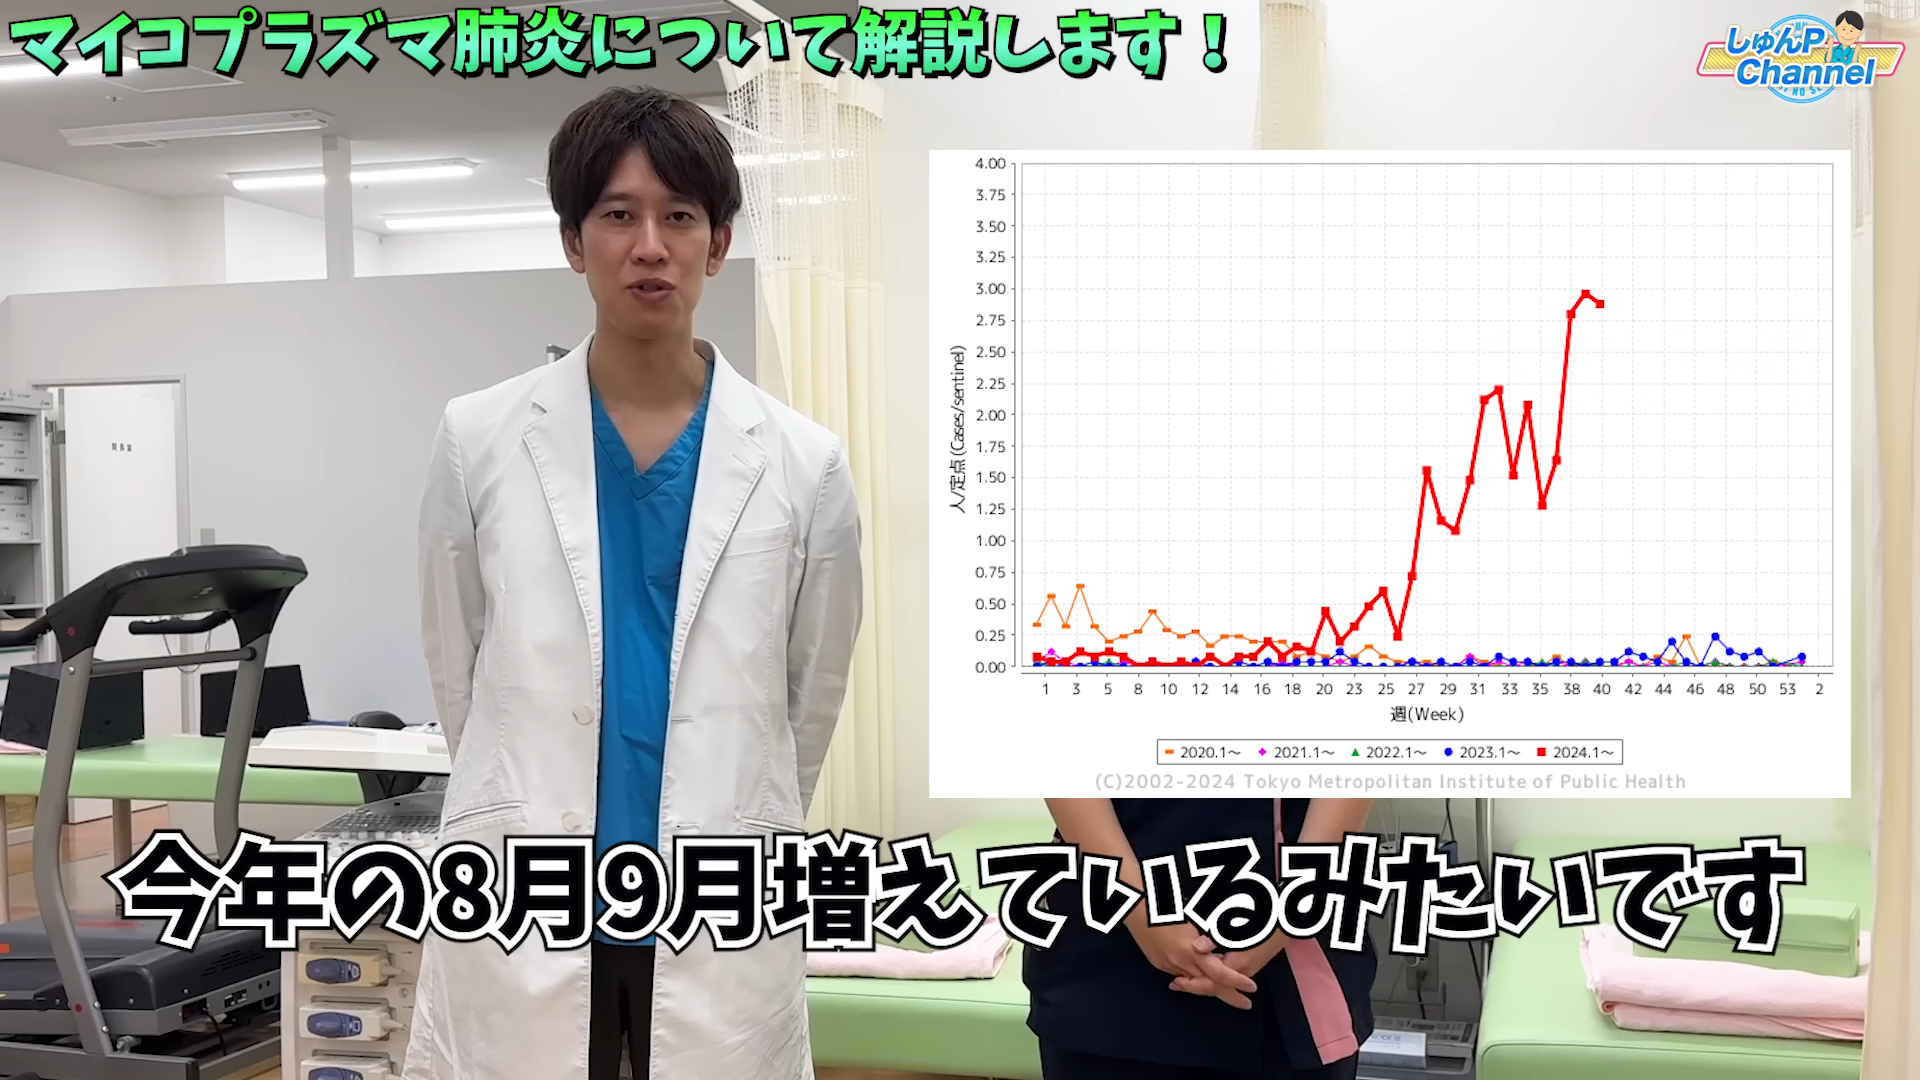 マイコプラズマ肺炎について解説します！
しゅんP
Channel
4.00
3.75
3.50
3.25
3.00
2.75
2.50
2.25
2.00
1.75
1.50
1.25
1.00
0.75
0.50
0.25
0.00
人/定点(Cases/sentinel)
1 3 5 8 10 12 14 16 18 20 23 25 27 29 31 33 35 38 40 42 44 46 48 50 53 2
週(Week)
2020.1～ 2021.1～ 2022.1～ 2023.1～ 2024.1～
(C)2002-2024 Tokyo Metropolitan Institute of Public Health
院長室
今年の8月9月増えているみたいです